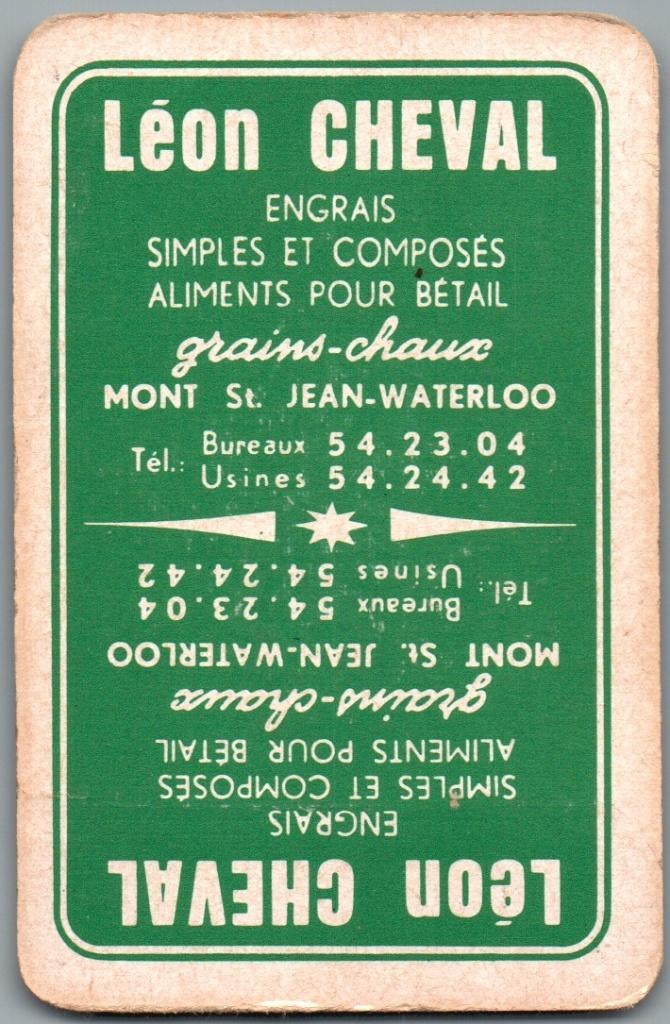 Léon CHEVAL
ENGRAIS
SIMPLES ET COMPOSÉS
ALIMENTS POUR BÉTAIL
grains-chaux
MONT St. JEAN-WATERLOO
Tél.: Bureaux 54.23.04
Usines 54.24.42
Léon CHEVAL
ENGRAIS
SIMPLES ET COMPOSÉS
ALIMENTS POUR BÉTAIL
grains-chaux
MONT St. JEAN-WATERLOO
Tél.: Bureaux 54.23.04
Usines 54.24.42